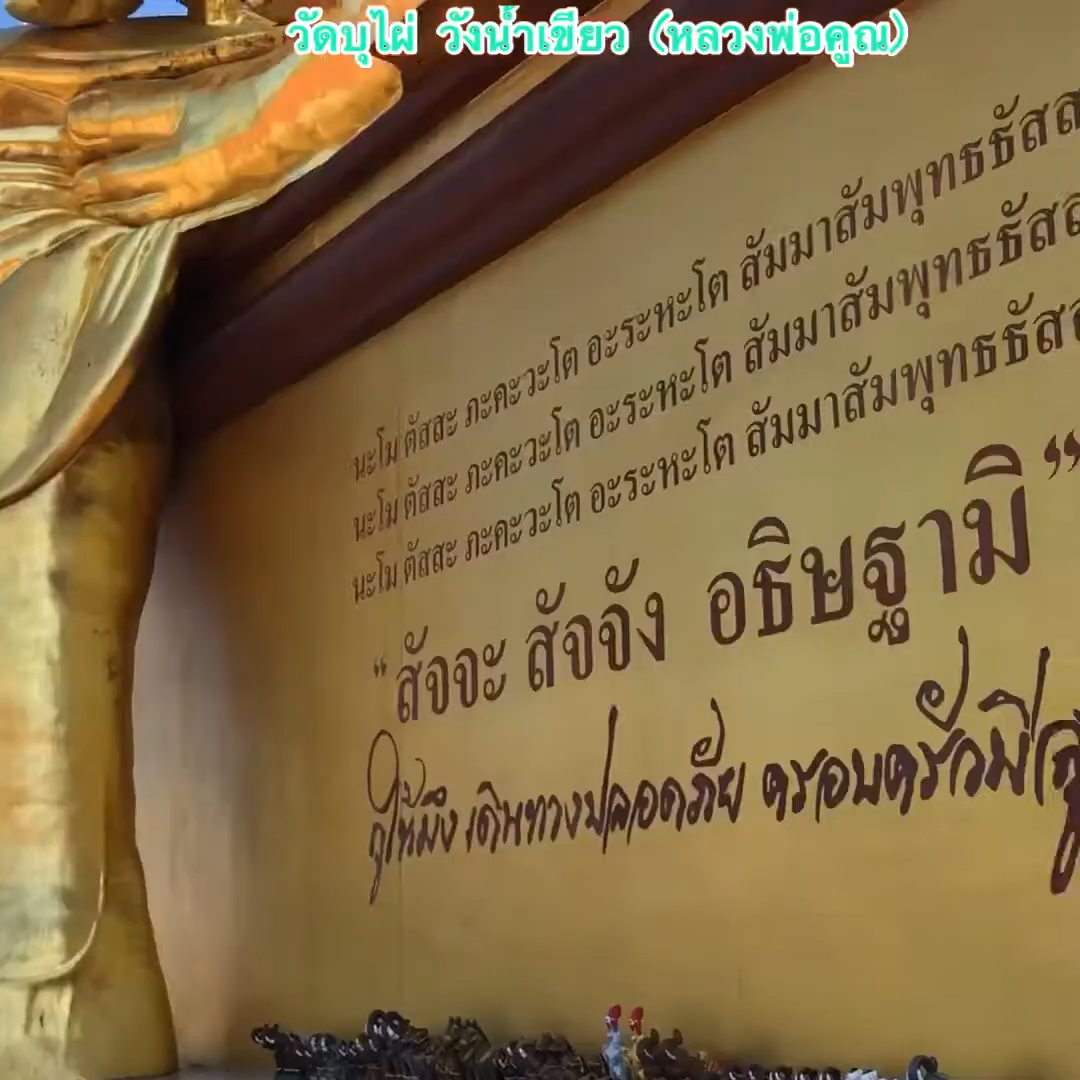 วัดบุไผ่ วังน้ำเขียว (หลวงพ่อคูณ)
นะโม ตัสสะ ภะคะวะโต อะระหะโต สัมมาสัมพุทธธัสส
นะโม ตัสสะ ภะคะวะโต อะระหะโต สัมมาสัมพุทธธัสส
นะโม ตัสสะ ภะคะวะโต อะระหะโต สัมมาสัมพุทธธัสส
“สัจจะ สัจจัง อธิษฐามิ”
กูให้มึง เดินทางปลอดภัย ครอบครัวมี